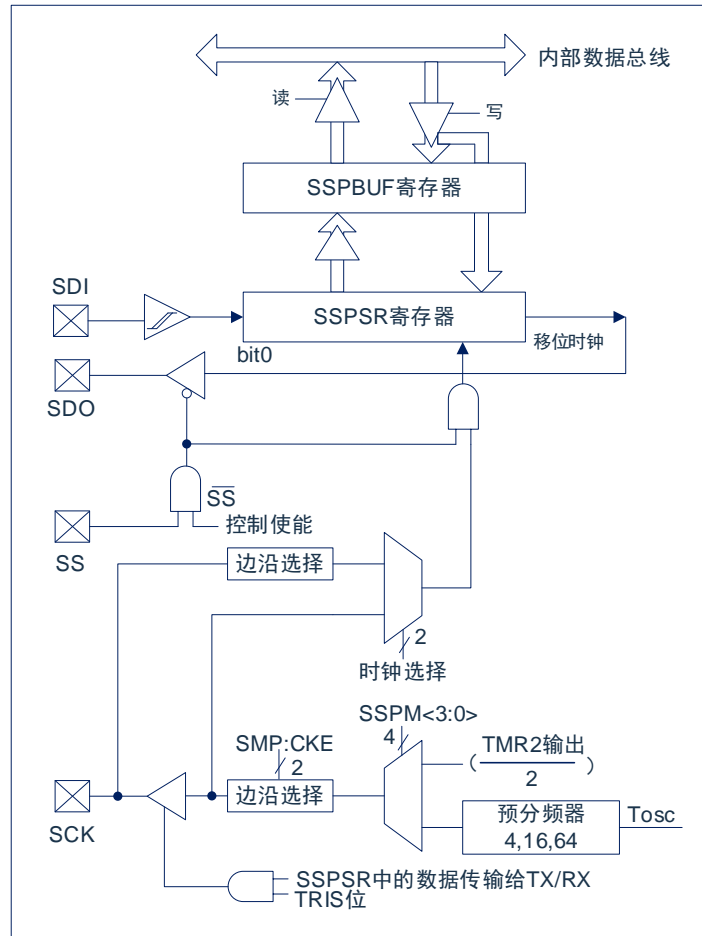 内部数据总线
读
写
SSPBUF寄存器
SDI
SSPSR寄存器
bit0
移位时钟
SDO
SS
控制使能
SS
边沿选择
2
时钟选择
SSPM<3:0>
4
SMP:CKE
2
(TMR2输出
2)
边沿选择
SCK
预分频器
4,16,64
Tosc
SSPSR中的数据传输给TX/RX
TRIS位